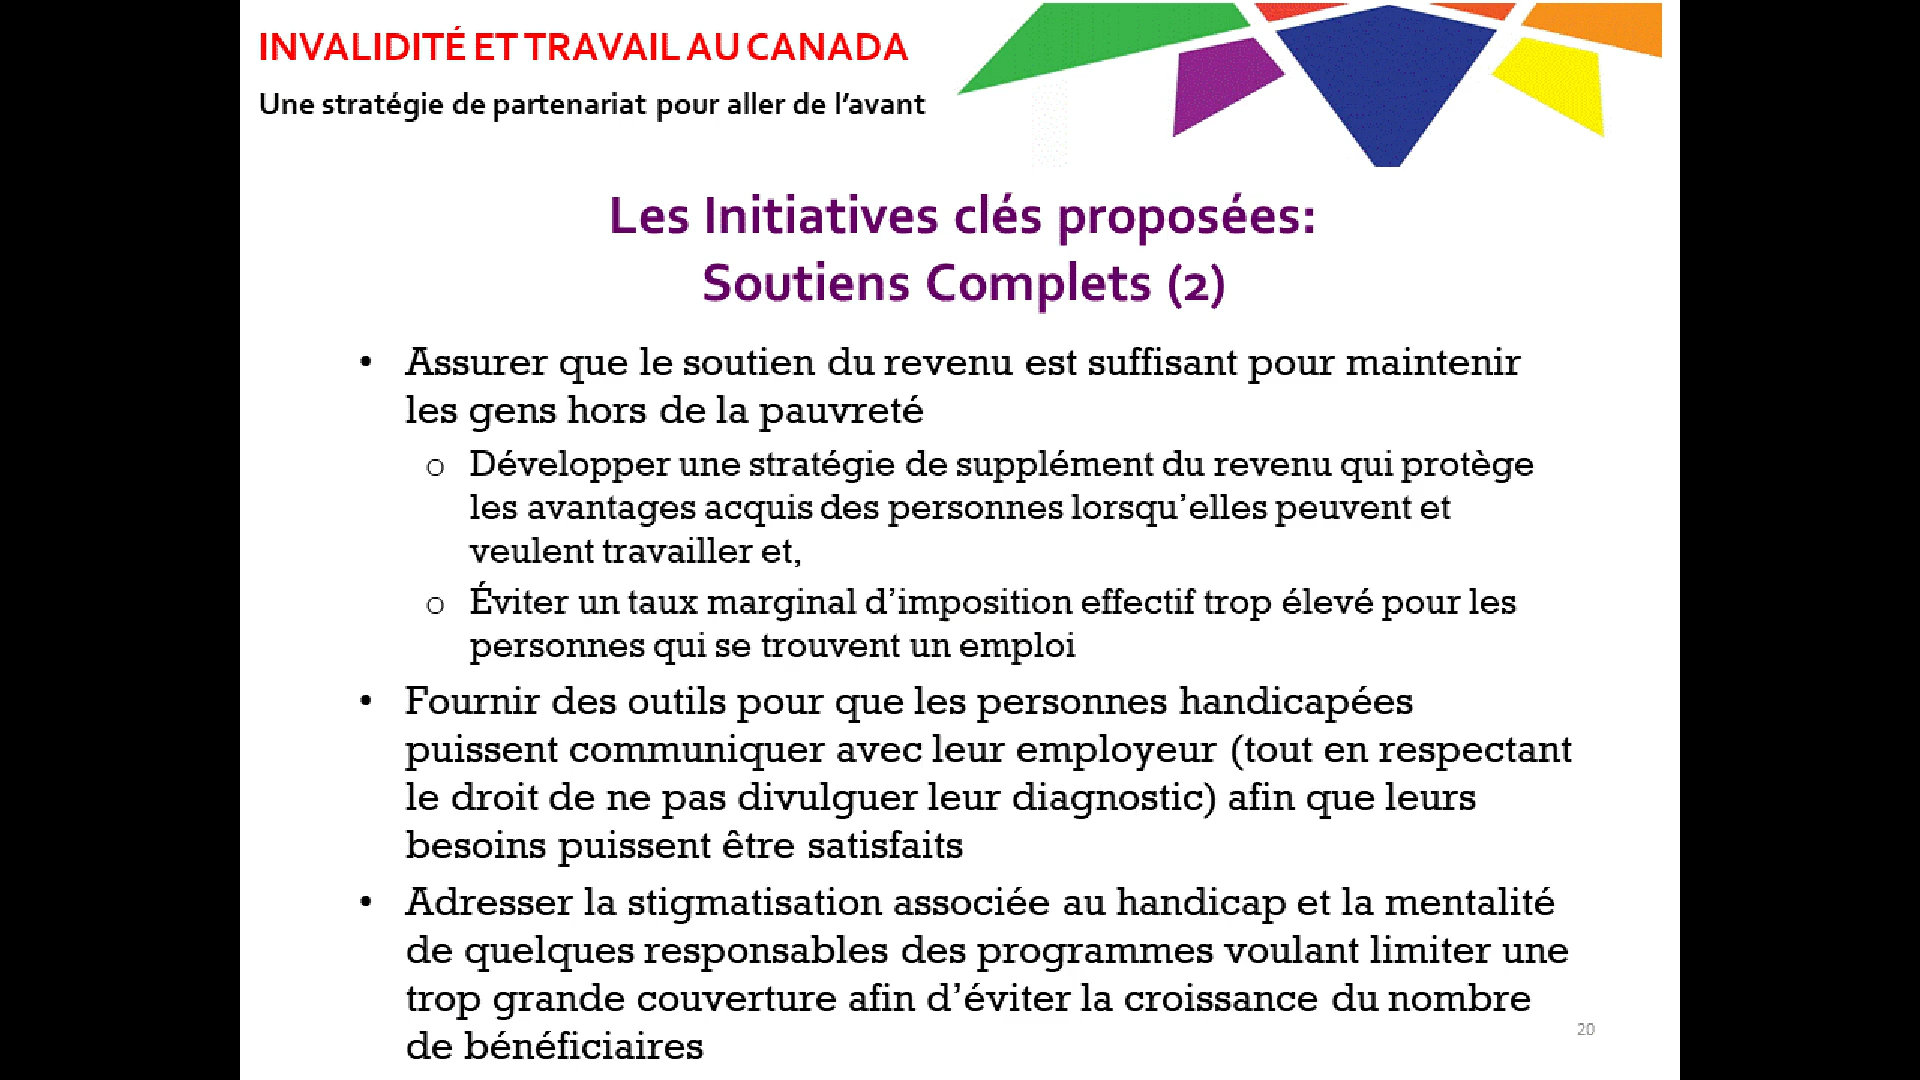 INVALIDITÉ ET TRAVAIL AU CANADA
Une stratégie de partenariat pour aller de l’avant
Les Initiatives clés proposées:
Soutiens Complets (2)
• Assurer que le soutien du revenu est suffisant pour maintenir
les gens hors de la pauvreté
o Développer une stratégie de supplément du revenu qui protège
les avantages acquis des personnes lorsqu’elles peuvent et
veulent travailler et,
o Éviter un taux marginal d’imposition effectif trop élevé pour les
personnes qui se trouvent un emploi
• Fournir des outils pour que les personnes handicapées
puissent communiquer avec leur employeur (tout en respectant
le droit de ne pas divulguer leur diagnostic) afin que leurs
besoins puissent être satisfaits
• Adresser la stigmatisation associée au handicap et la mentalité
de quelques responsables des programmes voulant limiter une
trop grande couverture afin d’éviter la croissance du nombre
de bénéficiaires
20